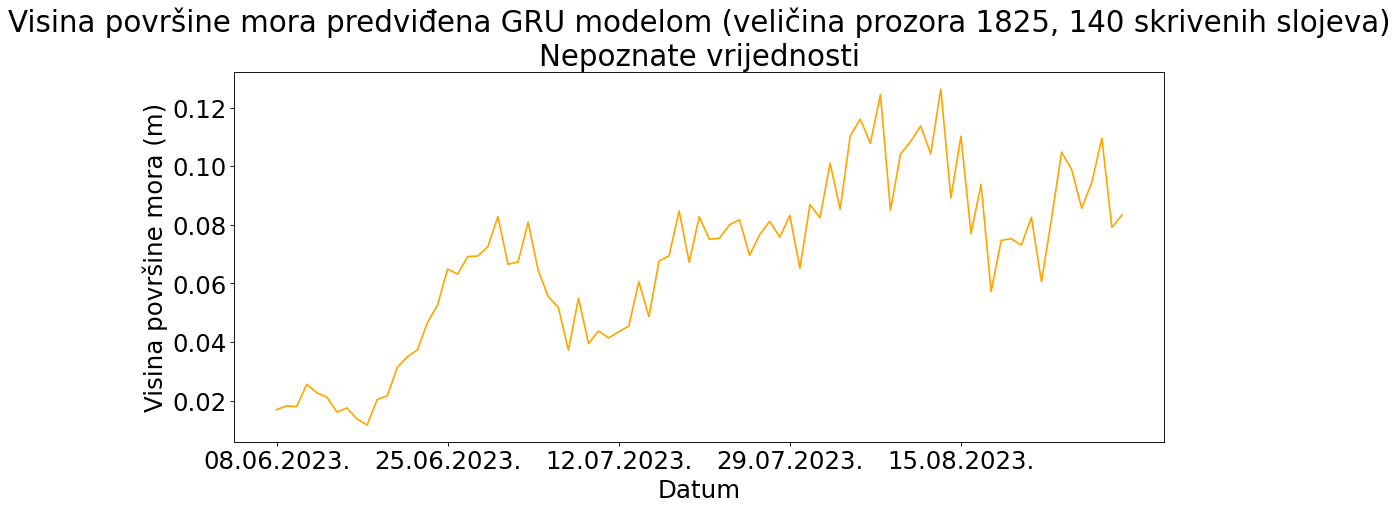 Visina površine mora predviđena GRU modelom (veličina prozora 1825, 140 skrivenih slojeva)
Nepoznate vrijednosti
Visina površine mora (m)
0.12
0.10
0.08
0.06
0.04
0.02
08.06.2023. 25.06.2023. 12.07.2023. 29.07.2023. 15.08.2023.
Datum